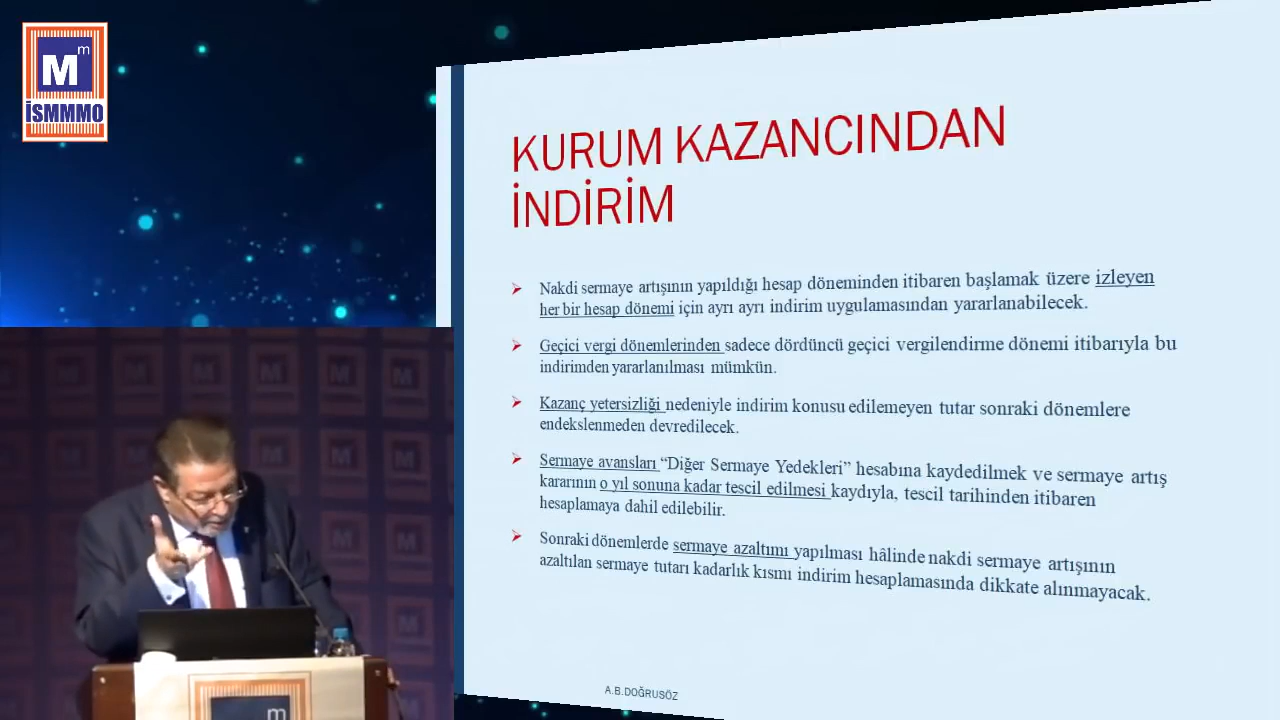 Mm
İSMMMO
KURUM KAZANCINDAN
İNDİRİM
Nakdi sermaye artışının yapıldığı hesap döneminden itibaren başlamak üzere izleyen
her bir hesap dönemi için ayrı ayrı indirim uygulamasından yararlanabilecek.
Geçici vergi dönemlerinden sadece dördüncü geçici vergilendirme dönemi itibarıyla bu
indirimden yararlanılması mümkün.
Kazanç yetersizliği nedeniyle indirim konusu edilemeyen tutar sonraki dönemlere
endekslenmeden devredilecek.
Sermaye avansları “Diğer Sermaye Yedekleri” hesabına kaydedilmek ve sermaye artış
kararının o yıl sonuna kadar tescil edilmesi kaydıyla, tescil tarihinden itibaren
hesaplamaya dahil edilebilir.
Sonraki dönemlerde sermaye azaltımı yapılması hâlinde nakdi sermaye artışının
azaltılan sermaye tutarı kadarlık kısmı indirim hesaplamasında dikkate alınmayacak.
A.B.DOĞRUSÖZ
m